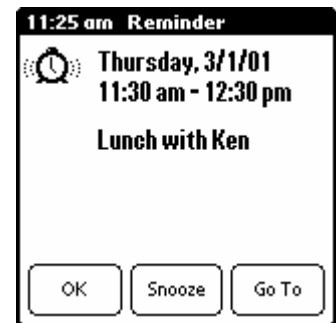 11:25 am Reminder
Thursday, 3/1/01
11:30 am - 12:30 pm
Lunch with Ken
OK Snooze Go To